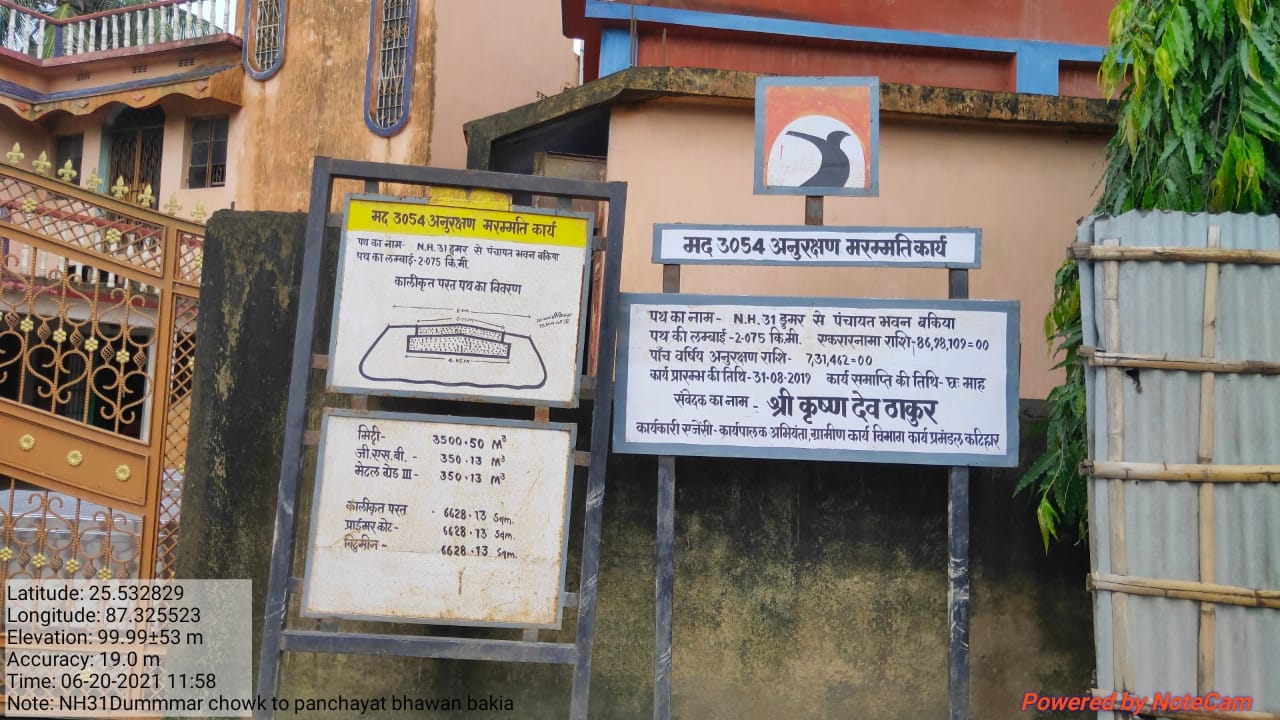 मद 3054 अनुरक्षण मरम्मति कार्य
पथ का नाम- N.H. 31 डुमर से पंचायत भवन बकिया
पथ का लम्बाई-2.075 कि.मी.
कालीकृत परत पथ का विवरण
3.75m
4.05m
मिट्टी- 3500.50 M³
जी.एस.बी. - 350.13 M³
मेटल ग्रेड III- 350.13 M³
कालीकृत परत - 6628.13 Sqm.
प्राईमर कोट- 6628.13 Sqm.
बिटुमीन - 6628.13 Sqm.
मद 3054 अनुरक्षण मरम्मति कार्य
पथ का नाम- N.H.31 डुमर से पंचायत भवन बकिया
पथ की लम्बाई-2.075 कि.मी. एकरारनामा राशि-86,98,109=00
पाँच वर्षिय अनुरक्षण राशि- 7,31,462=00
कार्य प्रारम्भ की तिथि-31-08-2019 कार्य समाप्ति की तिथि-छः माह
संवेदक का नाम - श्री कृष्ण देव ठाकुर
कार्यकारी एजेंसी- कार्यपालक अभियंता, ग्रामीण कार्य विभाग कार्य प्रमंडल कटिहार
Latitude: 25.532829
Longitude: 87.325523
Elevation: 99.99±53 m
Accuracy: 19.0 m
Time: 06-20-2021 11:58
Note: NH31Dummmar chowk to panchayat bhawan bakia
Powered by NoteCam